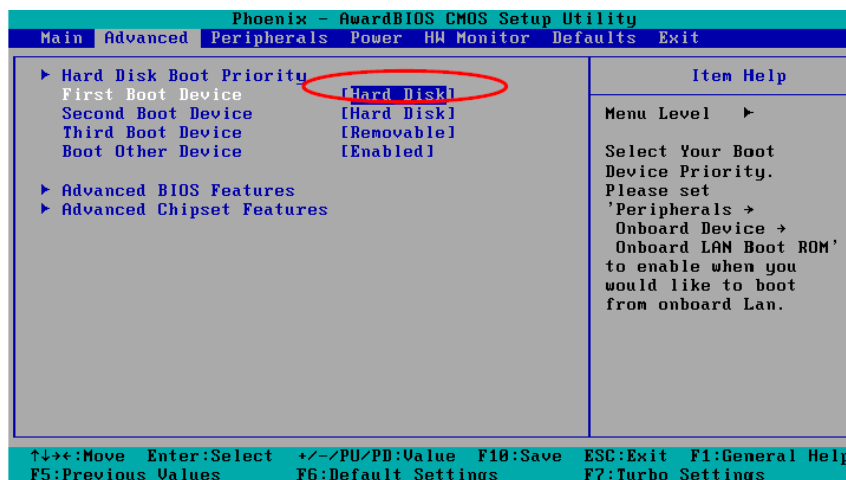 Phoenix - AwardBIOS CMOS Setup Utility
Main Advanced Peripherals Power HW Monitor Defaults Exit
▶ Hard Disk Boot Priority
First Boot Device [Hard Disk]
Second Boot Device [Hard Disk]
Third Boot Device [Removable]
Boot Other Device [Enabled]
▶ Advanced BIOS Features
▶ Advanced Chipset Features
Item Help
Menu Level ▶
Select Your Boot
Device Priority.
Please set
'Peripherals →
Onboard Device →
Onboard LAN Boot ROM'
to enable when you
would like to boot
from onboard Lan.
↑↓→←:Move Enter:Select +/-/PU/PD:Value F10:Save ESC:Exit F1:General Help
F5:Previous Values F6:Default Settings F7:Turbo Settings